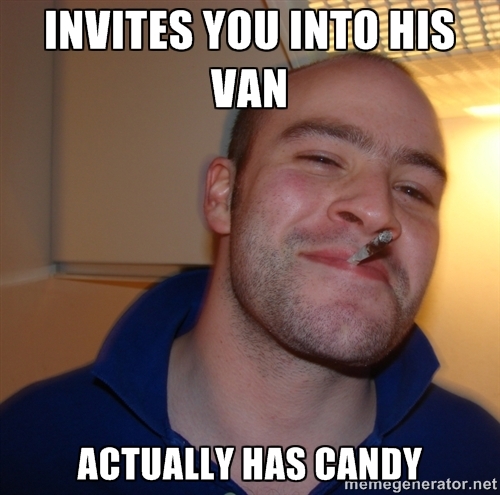 INVITES YOU INTO HIS
VAN
ACTUALLY HAS CANDY
memegenerator.net